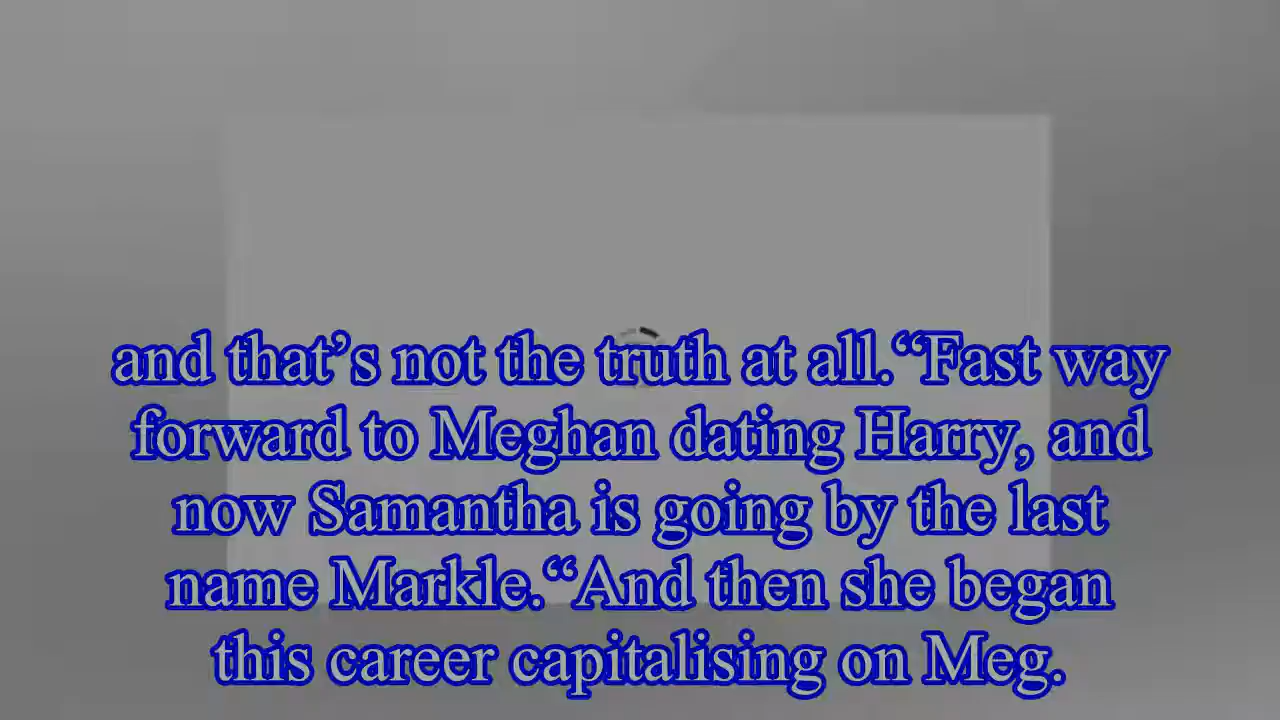 and that’s not the truth at all.“Fast way
forward to Meghan dating Harry, and
now Samantha is going by the last
name Markle.“And then she began
this career capitalising on Meg.